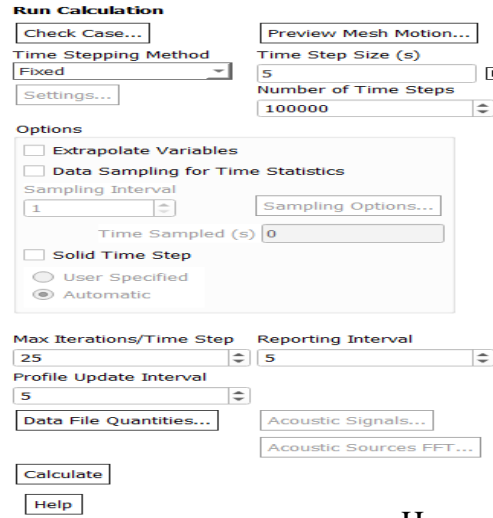 Run Calculation
Check Case... Preview Mesh Motion...
Time Stepping Method Time Step Size (s)
Fixed 5
Settings... Number of Time Steps
100000
Options
Extrapolate Variables
Data Sampling for Time Statistics
Sampling Interval
1 Sampling Options...
Time Sampled (s) 0
Solid Time Step
User Specified
Automatic
Max Iterations/Time Step Reporting Interval
25 5
Profile Update Interval
5
Data File Quantities... Acoustic Signals...
Acoustic Sources FFT...
Calculate
Help